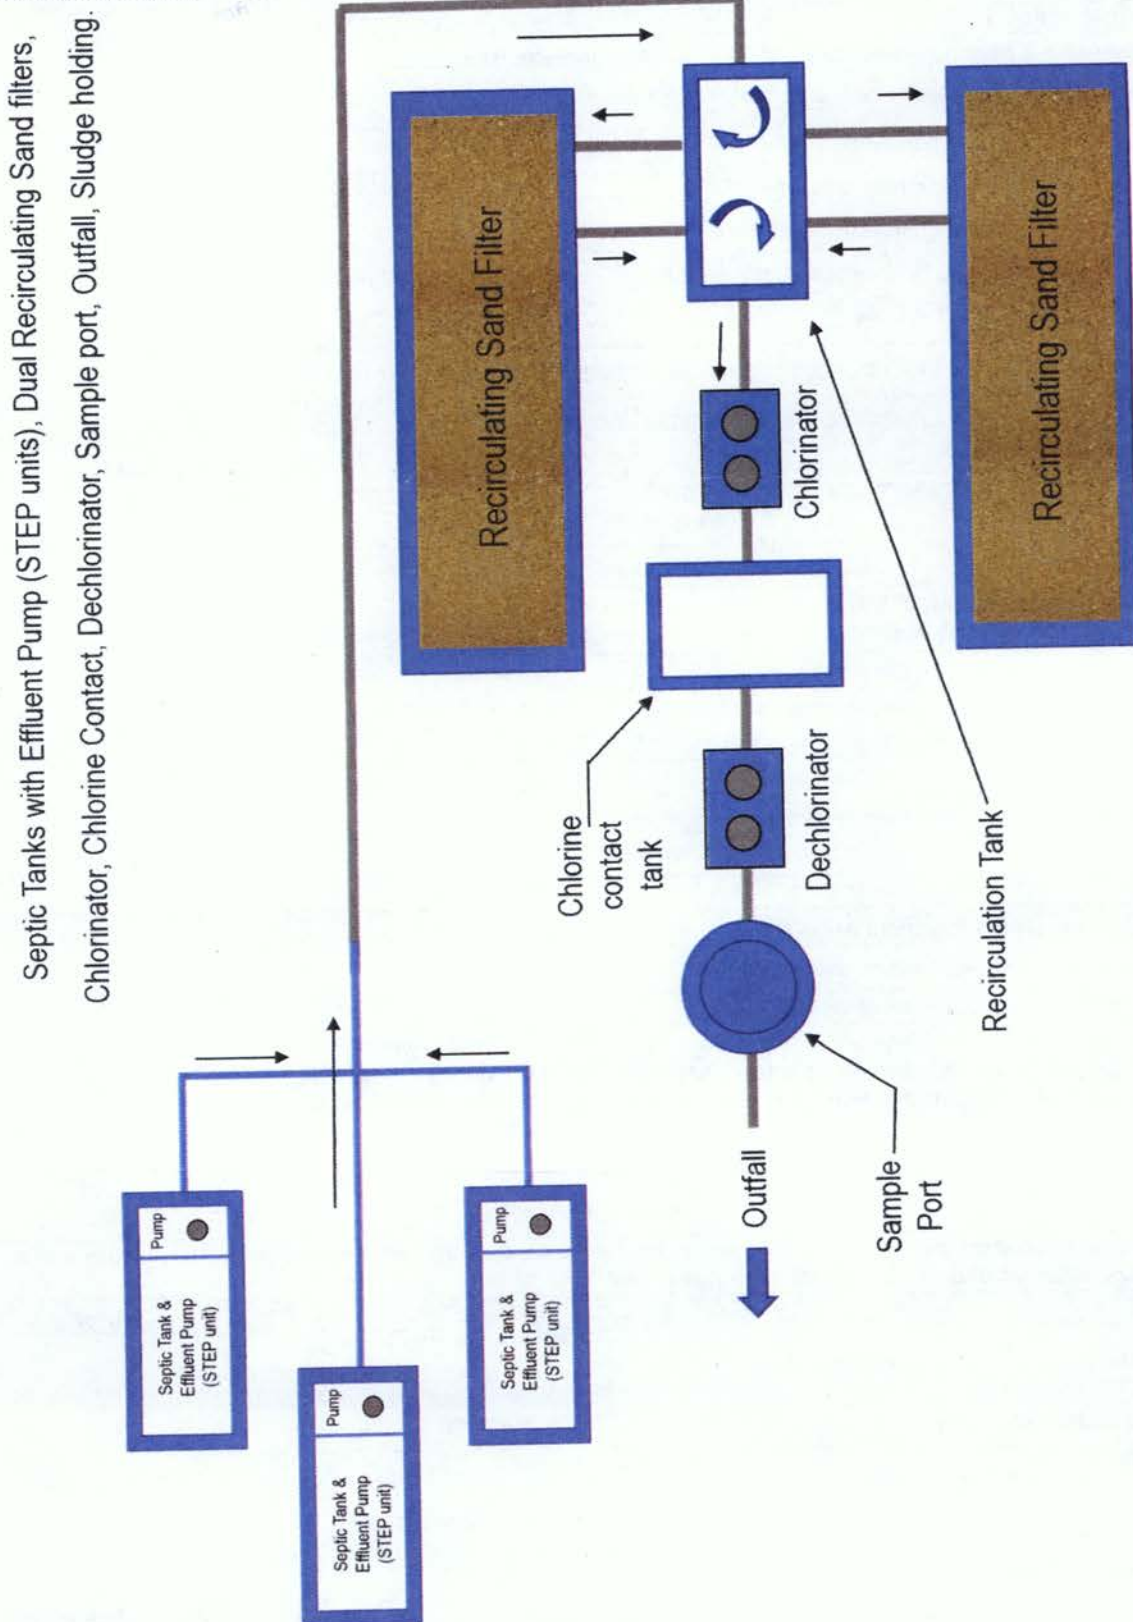 Septic Tanks with Effluent Pump (STEP units), Dual Recirculating Sand filters,
Chlorinator, Chlorine Contact, Dechlorinator, Sample port, Outfall, Sludge holding.
Septic Tank &
Effluent Pump
(STEP unit)
Pump
Septic Tank &
Effluent Pump
(STEP unit)
Pump
Septic Tank &
Effluent Pump
(STEP unit)
Pump
Recirculating Sand Filter
Chlorine
contact
tank
Outfall
Dechlorinator
Chlorinator
Sample
Port
Recirculation Tank
Recirculating Sand Filter